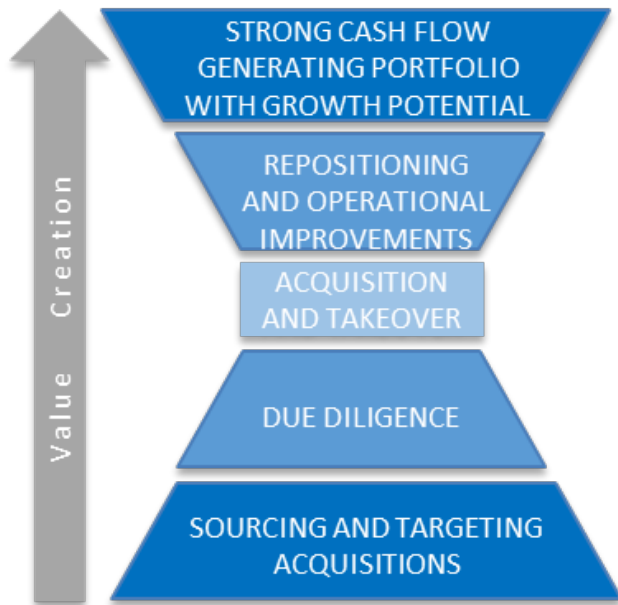 STRONG CASH FLOW
GENERATING PORTFOLIO
WITH GROWTH POTENTIAL
REPOSITIONING
AND OPERATIONAL
IMPROVEMENTS
ACQUISITION
AND TAKEOVER
DUE DILIGENCE
SOURCING AND TARGETING
ACQUISITIONS
Value Creation